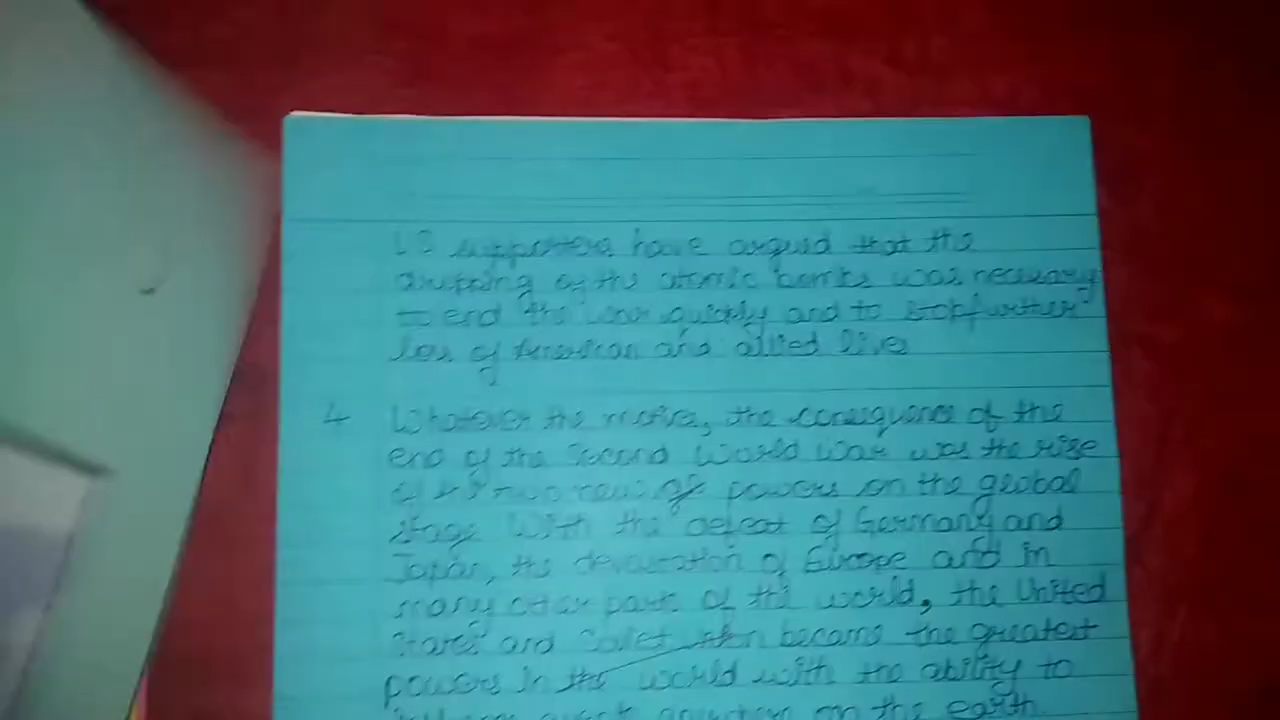 US supporters have argued that the
dropping of the atomic bombs was necessary
to end the war quickly and to stop further
loss of American and allied lives
4 Whatever the motive, the consequence of the
end of the Second World War was the rise
of powers on the global
stage With the defeat of Germany and
Japan, the devastation of Europe and in
many other parts of the world, the United
States and Soviet became the greatest
powers in the world with the ability to
on the earth